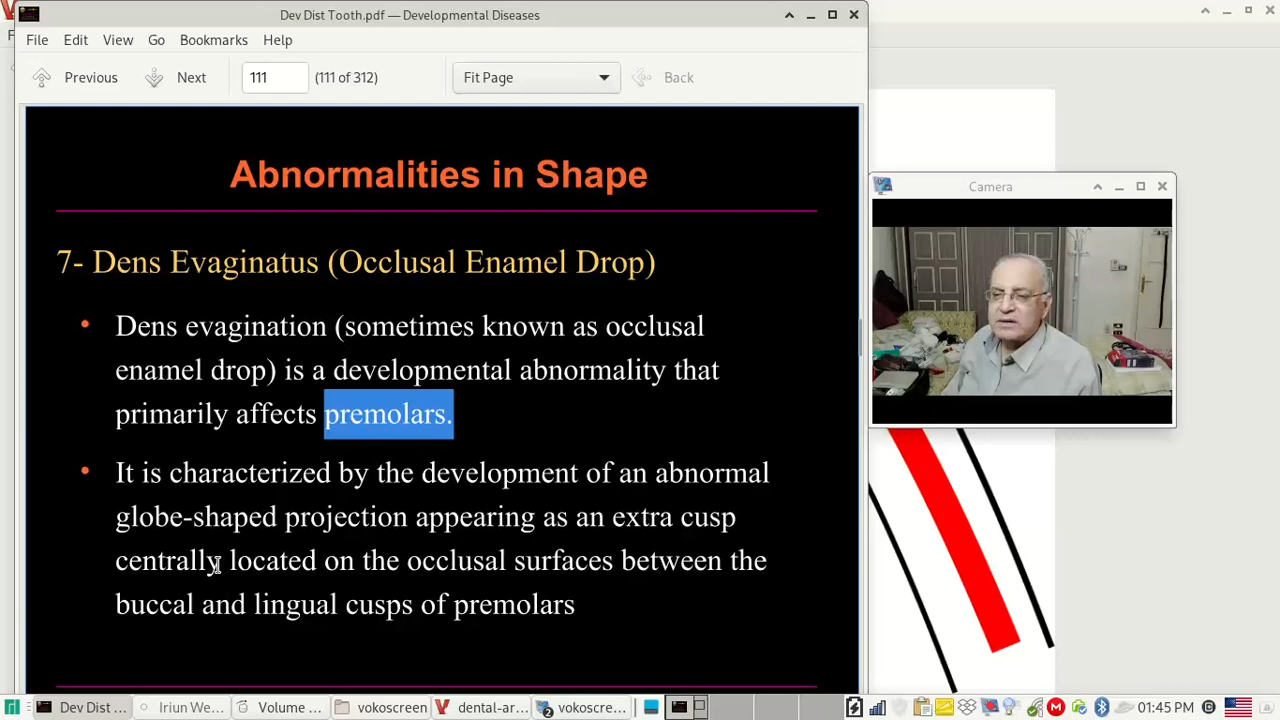 Dev Dist Tooth.pdf — Developmental Diseases
File Edit View Go Bookmarks Help
Previous Next 111 (111 of 312) Fit Page Back
Abnormalities in Shape
7- Dens Evaginatus (Occlusal Enamel Drop)
• Dens evagination (sometimes known as occlusal
enamel drop) is a developmental abnormality that
primarily affects premolars.
• It is characterized by the development of an abnormal
globe-shaped projection appearing as an extra cusp
centrally located on the occlusal surfaces between the
buccal and lingual cusps of premolars
Camera
Dev Dist ... Iriun We... Volume ... vokoscreen dental-ar... vokoscre... 01:45 PM